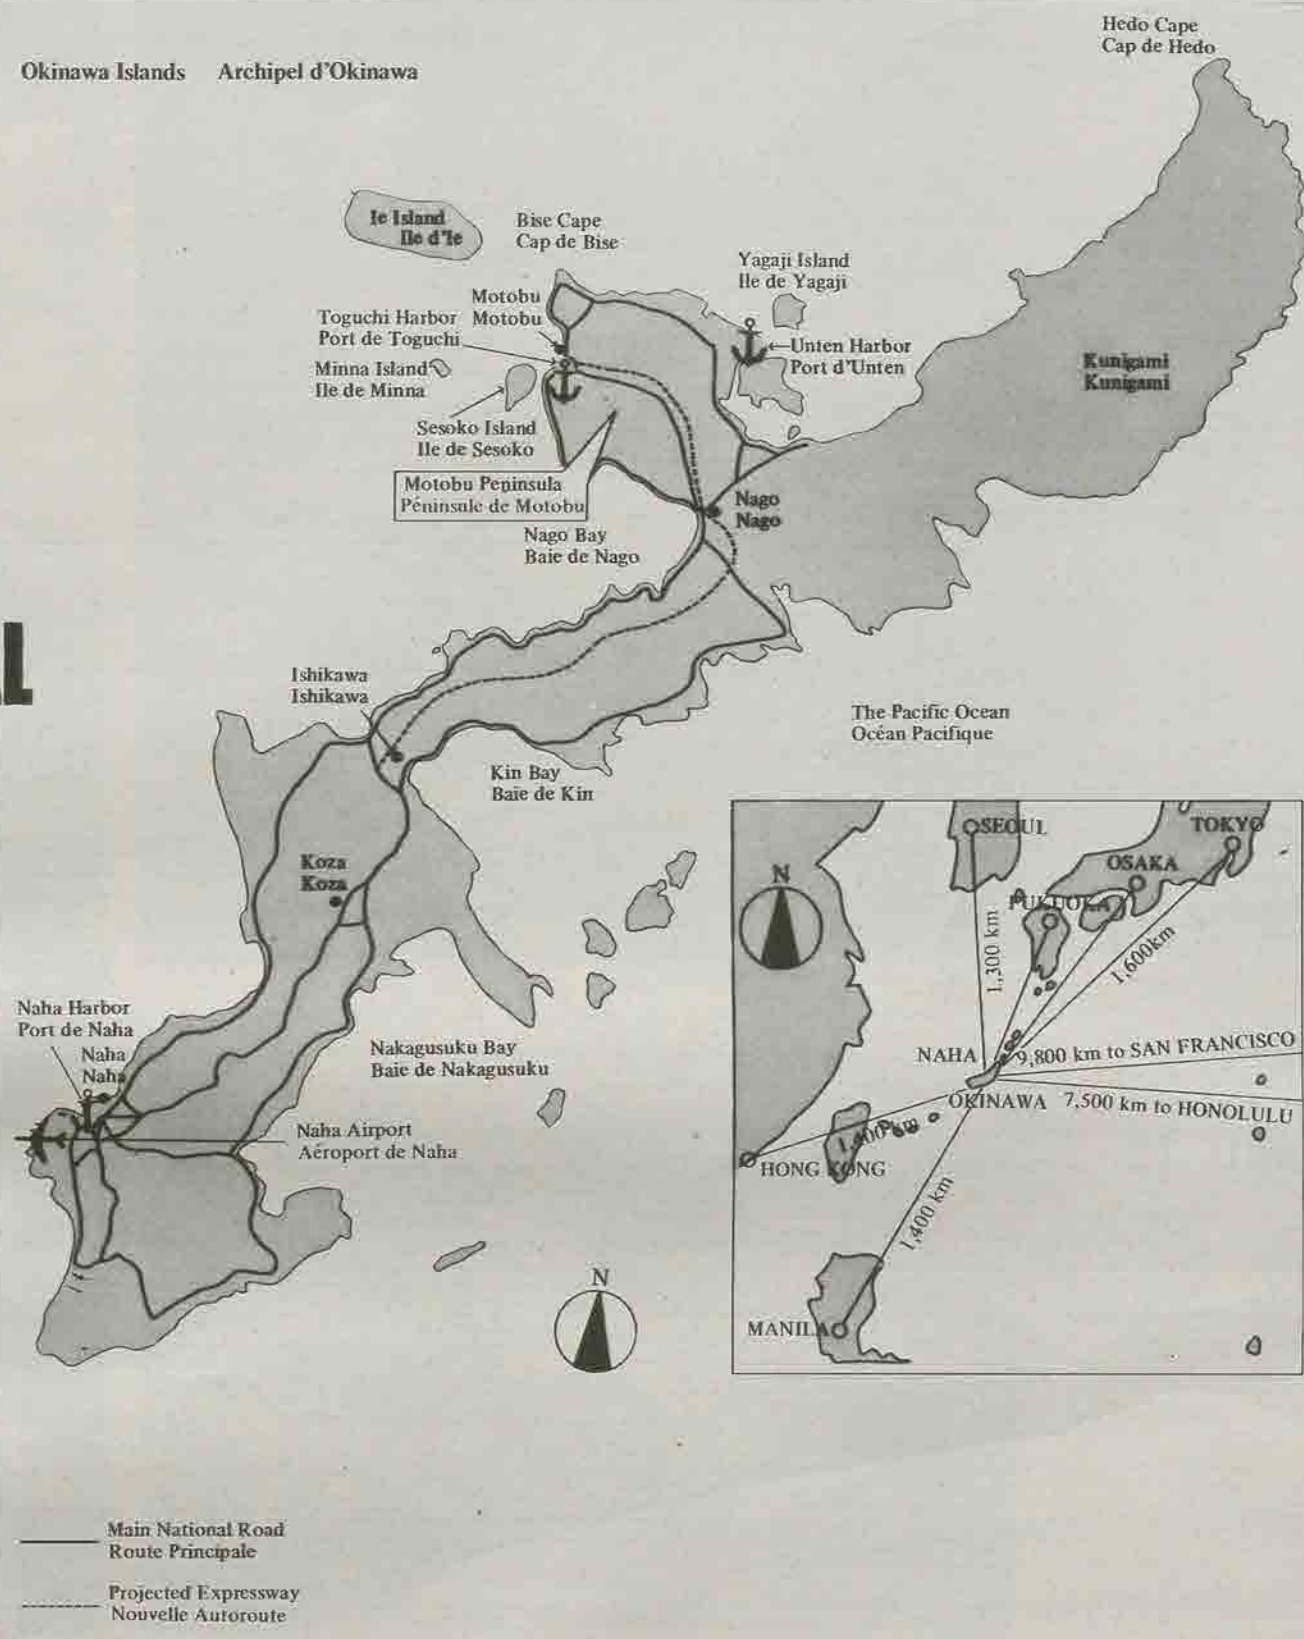 Hedo Cape
Cap de Hedo
Okinawa Islands Archipel d'Okinawa
Ie Island
Ile d'Ie
Bise Cape
Cap de Bise
Yagaji Island
Ile de Yagaji
Motobu
Motobu
Toguchi Harbor
Port de Toguchi
Unten Harbor
Port d'Unten
Minna Island
Ile de Minna
Kunigami
Kunigami
Sesoko Island
Ile de Sesoko
Motobu Peninsula
Péninsule de Motobu
Nago
Nago
Nago Bay
Baie de Nago
L
Ishikawa
Ishikawa
The Pacific Ocean
Océan Pacifique
Kin Bay
Baie de Kin
Koza
Koza
Naha Harbor
Port de Naha
Naha
Naha
Nakagusuku Bay
Baie de Nakagusuku
Naha Airport
Aéroport de Naha
N
SEOUL
TOKYO
OSAKA
N
FUKUOKA
1,300 km
1,600km
NAHA
9,800 km to SAN FRANCISCO
OKINAWA
7,500 km to HONOLULU
HONG KONG
1,400 km
MANILA
Main National Road
Route Principale
Projected Expressway
Nouvelle Autoroute